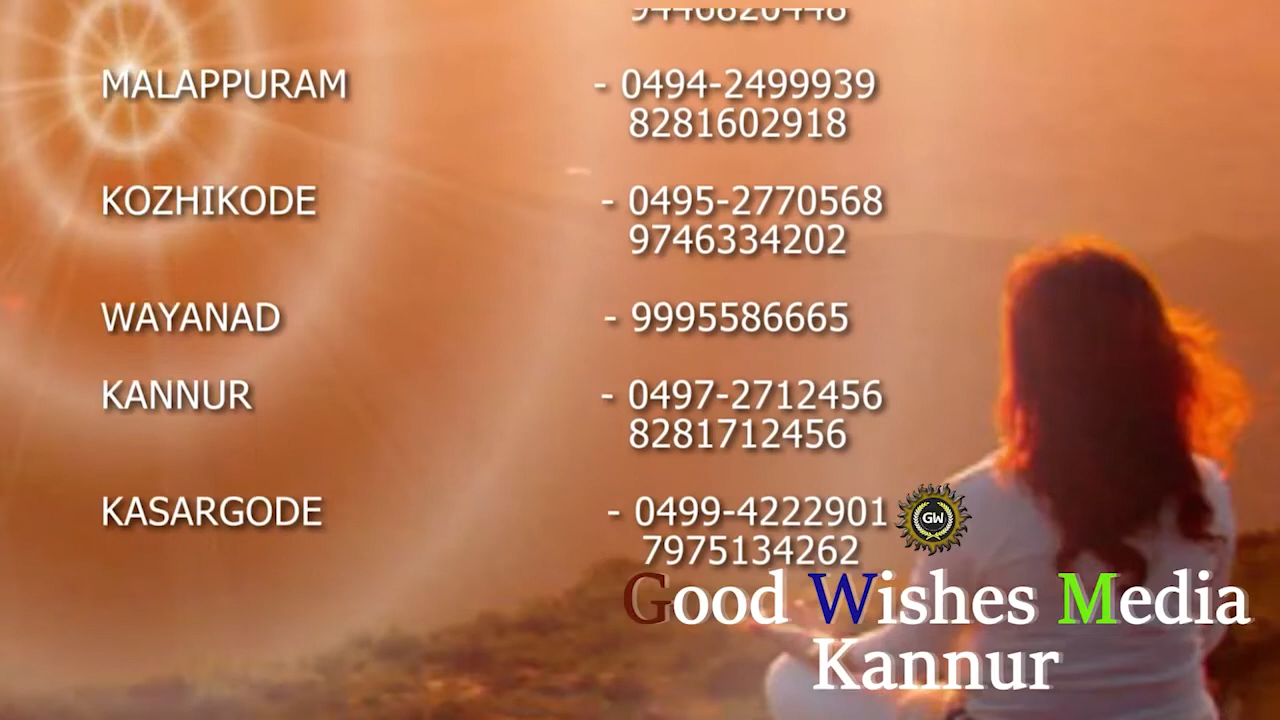 9446820448
MALAPPURAM - 0494-2499939
8281602918
KOZHIKODE - 0495-2770568
9746334202
WAYANAD - 9995586665
KANNUR - 0497-2712456
8281712456
KASARGODE - 0499-4222901
7975134262
GW
Good Wishes Media
Kannur